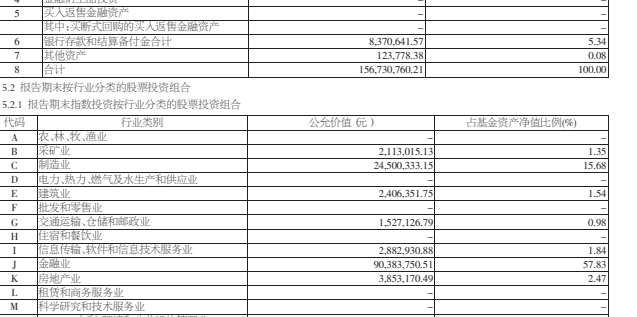 5 买入返售金融资产 – –
其中:买断式回购的买入返售金融资产 – –
6 银行存款和结算备付金合计 8,370,641.57 5.34
7 其他资产 123,778.38 0.08
8 合计 156,730,760.21 100.00
5.2 报告期末按行业分类的股票投资组合
5.2.1 报告期末指数投资按行业分类的股票投资组合
代码 行业类别 公允价值(元) 占基金资产净值比例(%)
A 农、林、牧、渔业 – –
B 采矿业 2,113,015.13 1.35
C 制造业 24,500,333.15 15.68
D 电力、热力、燃气及水生产和供应业 – –
E 建筑业 2,406,351.75 1.54
F 批发和零售业 – –
G 交通运输、仓储和邮政业 1,527,126.79 0.98
H 住宿和餐饮业 – –
I 信息传输、软件和信息技术服务业 2,882,930.88 1.84
J 金融业 90,383,750.51 57.83
K 房地产业 3,853,170.49 2.47
L 租赁和商务服务业 – –
M 科学研究和技术服务业 – –